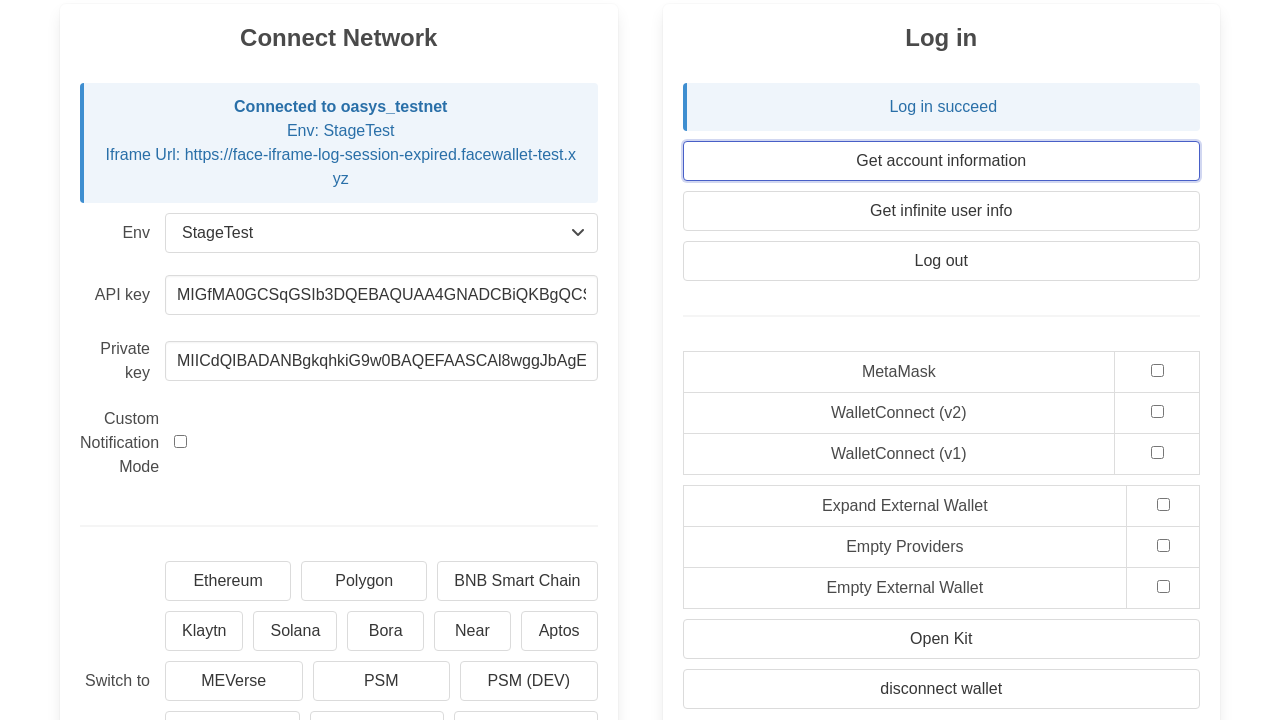 Connect Network
Connected to oasys_testnet
Env: StageTest
Iframe Url: https://face-iframe-log-session-expired.facewallet-test.x
yz
Env
StageTest
API key
MIGfMA0GCSqGSIb3DQEBAQUAA4GNADCBiQKBgQC
Private
key
MIICdQIBADANBgkqhkiG9w0BAQEFAASCAl8wggJbAgE
Custom
Notification
Mode
Ethereum
Polygon
BNB Smart Chain
Klaytn
Solana
Bora
Near
Aptos
Switch to
MEVerse
PSM
PSM (DEV)
Log in
Log in succeed
Get account information
Get infinite user info
Log out
MetaMask
WalletConnect (v2)
WalletConnect (v1)
Expand External Wallet
Empty Providers
Empty External Wallet
Open Kit
disconnect wallet